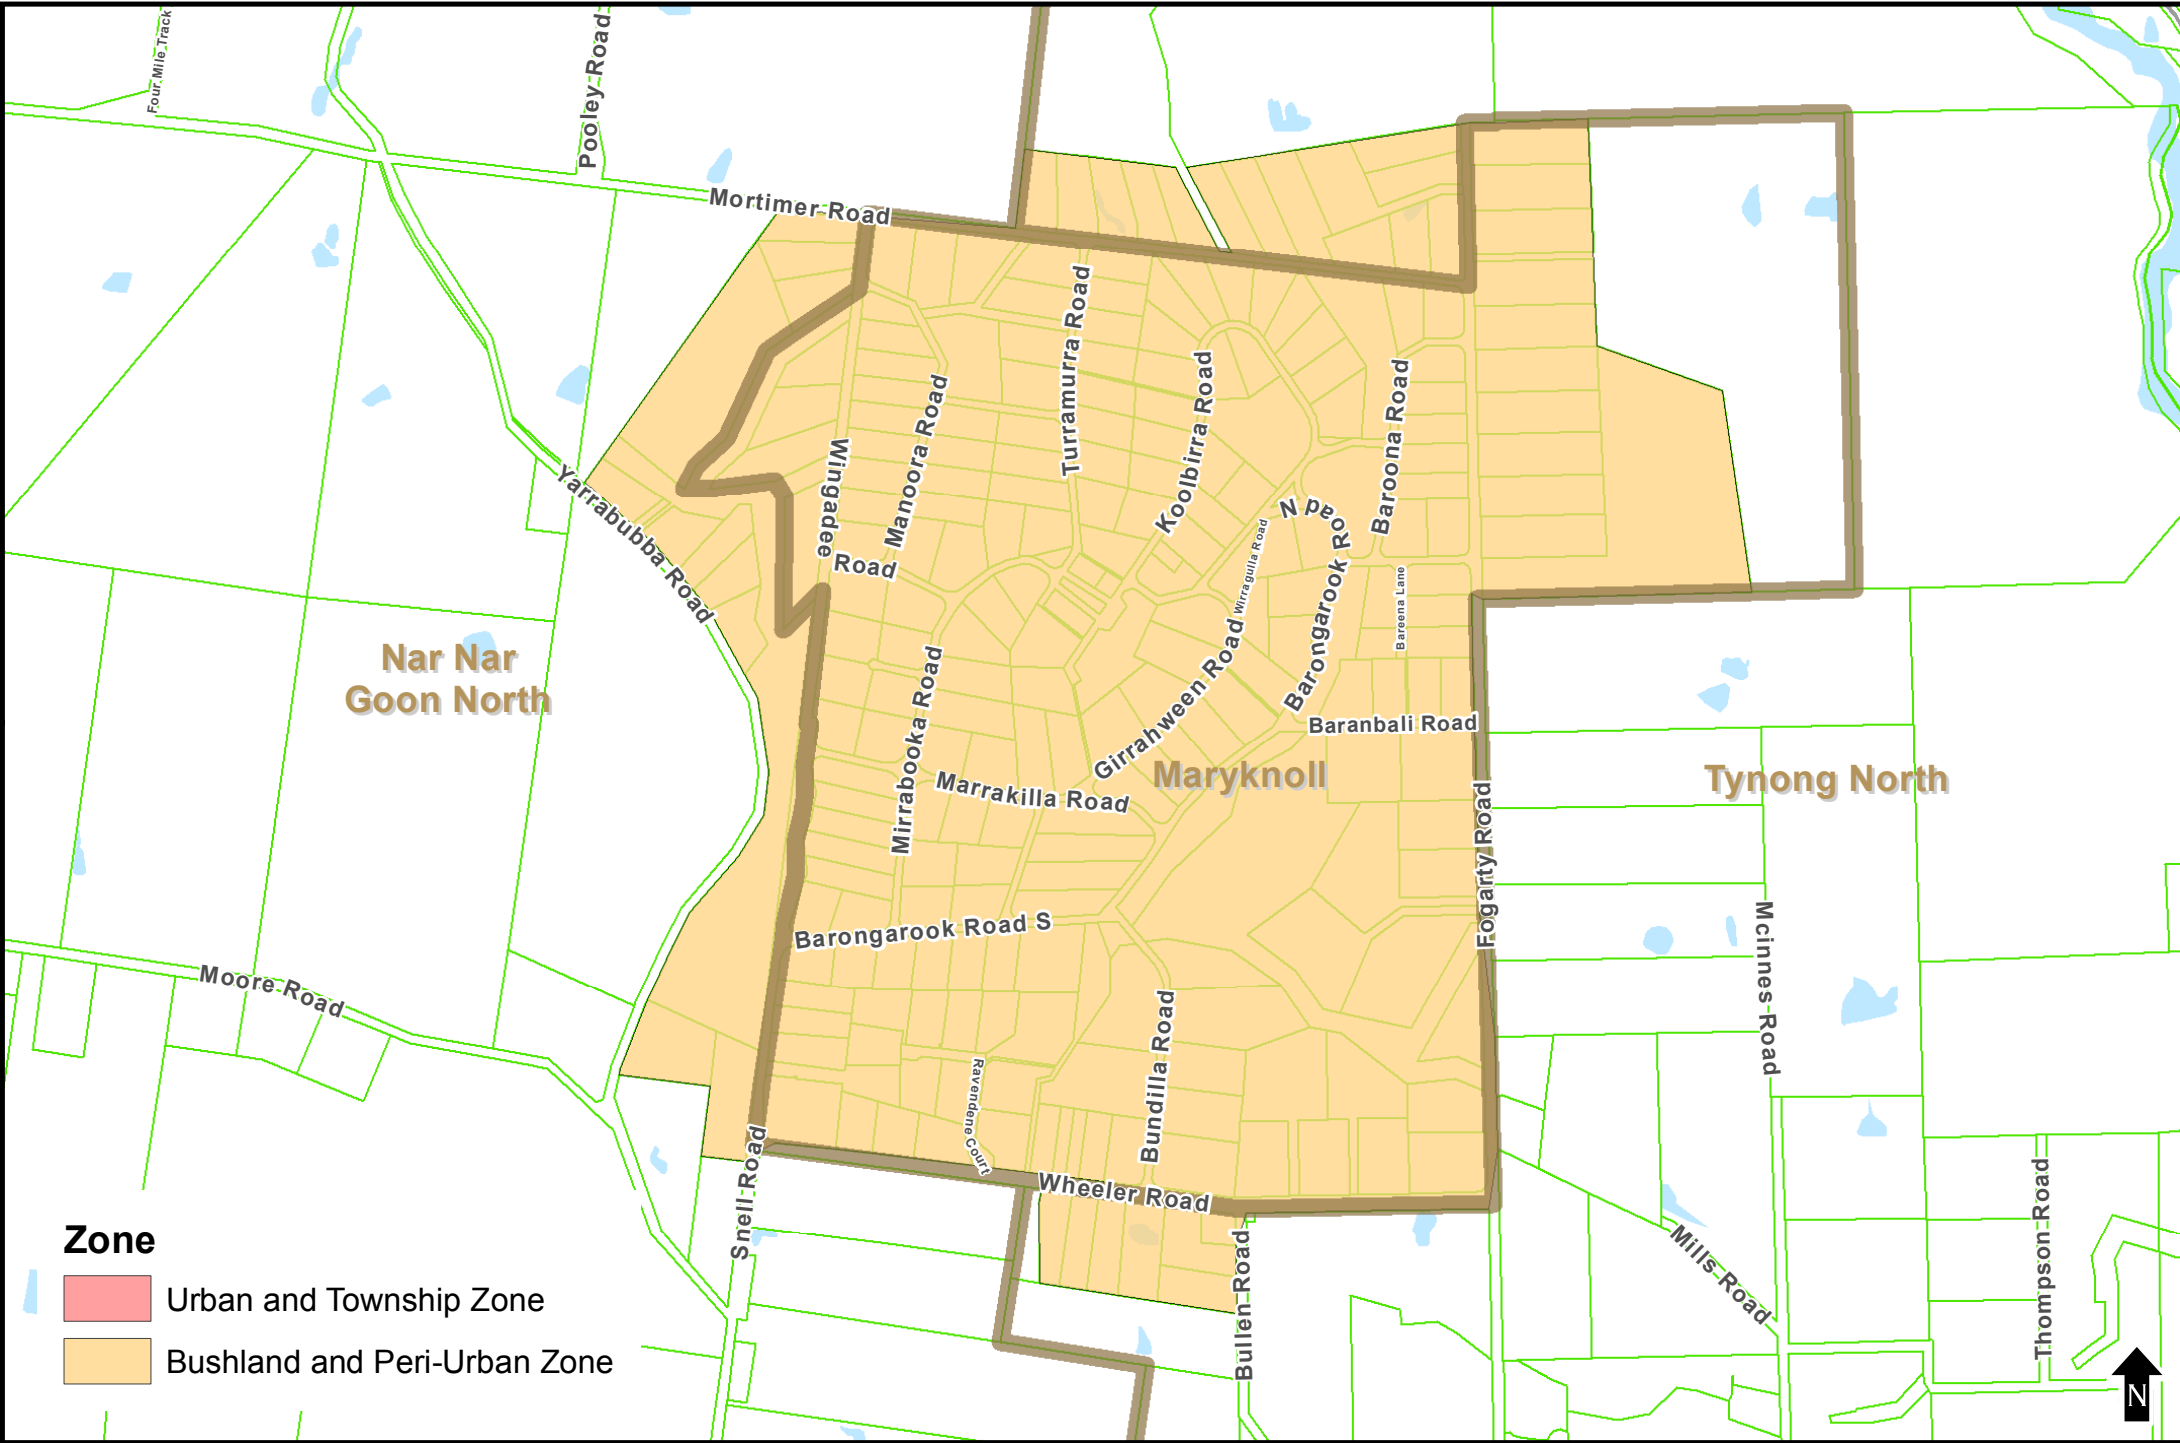 Four Mile Track
Pooley Road
Mortimer Road
Turramurra Road
Koolbirra Road
Baroona Road
Manoora Road
Wingadee
Road
Yarrabubba Road
Barongarook Road N
Wirragulla Road
Bareena Lane
Nar Nar
Goon North
Mirrabooka Road
Girrahween Road
Baranbali Road
Maryknoll
Tynong North
Marrakilla Road
Fogarty Road
Barongarook Road S
Mcinness Road
Moore Road
Bundilla Road
Ravendene Court
Wheeler Road
Snell Road
Bullen Road
Mills Road
Thompson Road
Zone
Urban and Township Zone
Bushland and Peri-Urban Zone
N